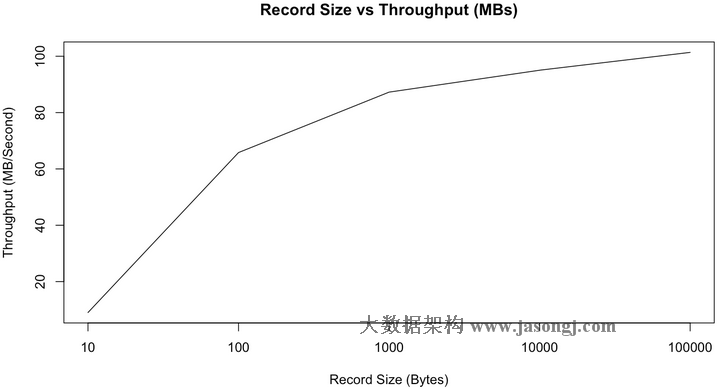 Record Size vs Throughput (MBs)
Throughput (MB/Second)
100
80
60
40
20
大数据架构 www.jasongj.com
10 100 1000 10000 100000
Record Size (Bytes)